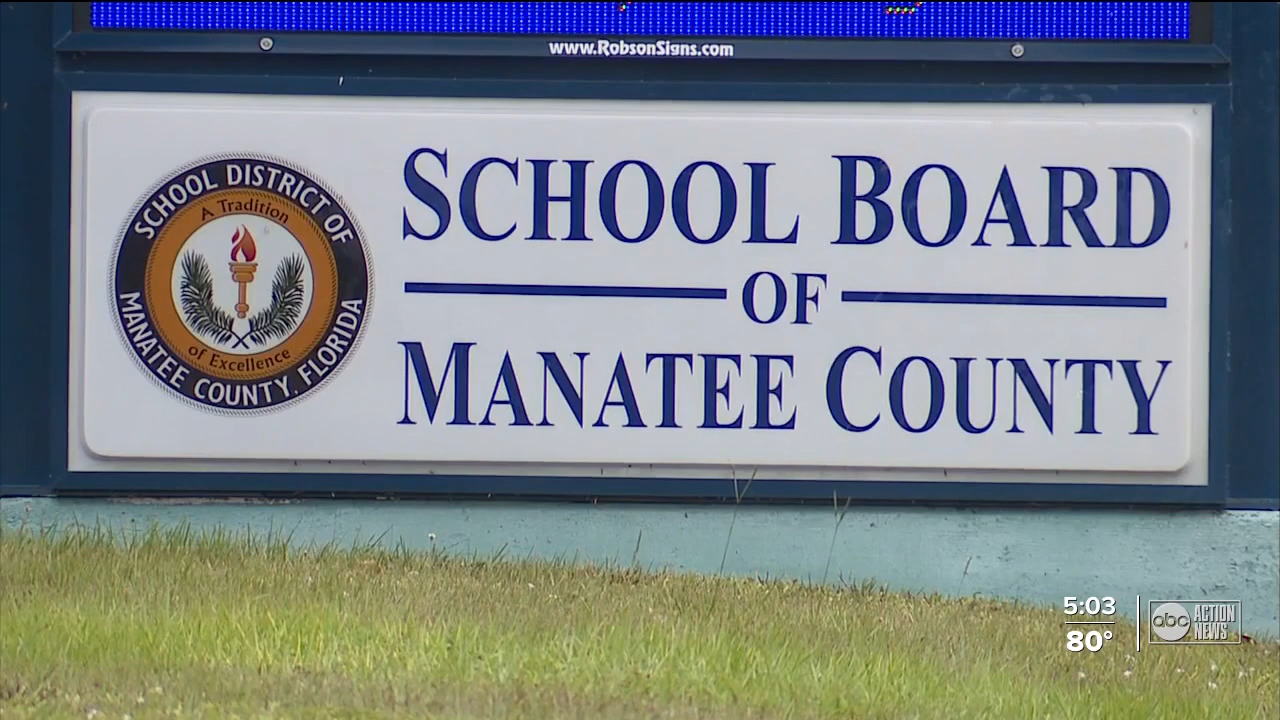 www.RobsonSigns.com
SCHOOL DISTRICT OF
A Tradition
of Excellence
MANATEE COUNTY, FLORIDA
SCHOOL BOARD
OF
MANATEE COUNTY
5:03
80°
abc
ACTION
NEWS